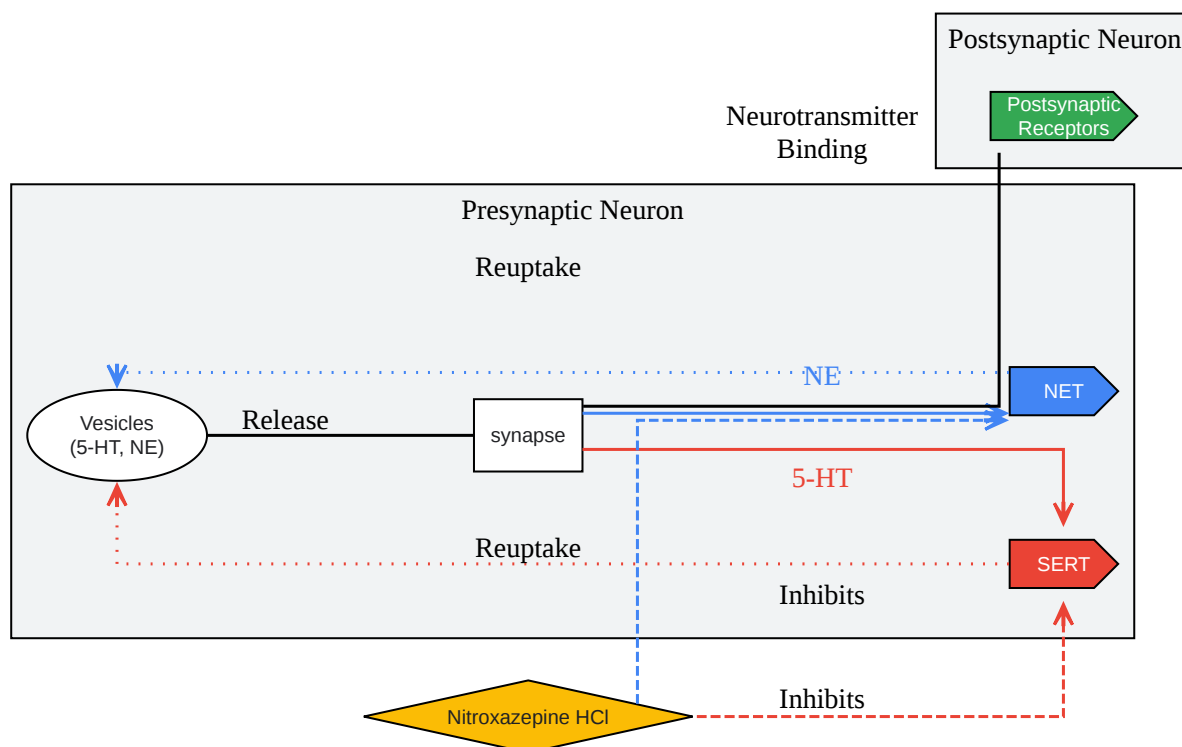 Postsynaptic Neuron
Postsynaptic
Receptors
Neurotransmitter
Binding
Presynaptic Neuron
Reuptake
NE
NET
Vesicles
(5-HT, NE)
Release
synapse
5-HT
Reuptake
SERT
Inhibits
Inhibits
Nitroxazepine HCl